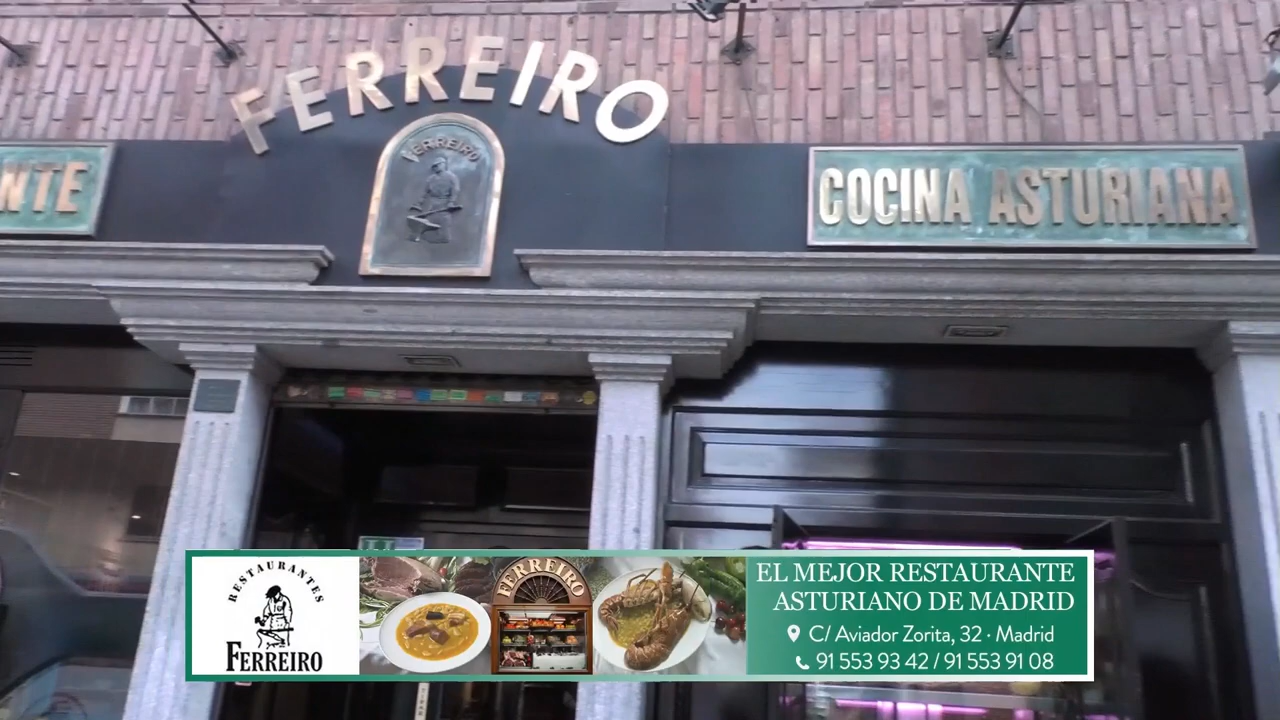 FERREIRO
FERREIRO
NTE
COCINA ASTURIANA
RESTAURANTES
FERREIRO
FERREIRO
EL MEJOR RESTAURANTE
ASTURIANO DE MADRID
C/ Aviador Zorita, 32 · Madrid
91 553 93 42 / 91 553 91 08